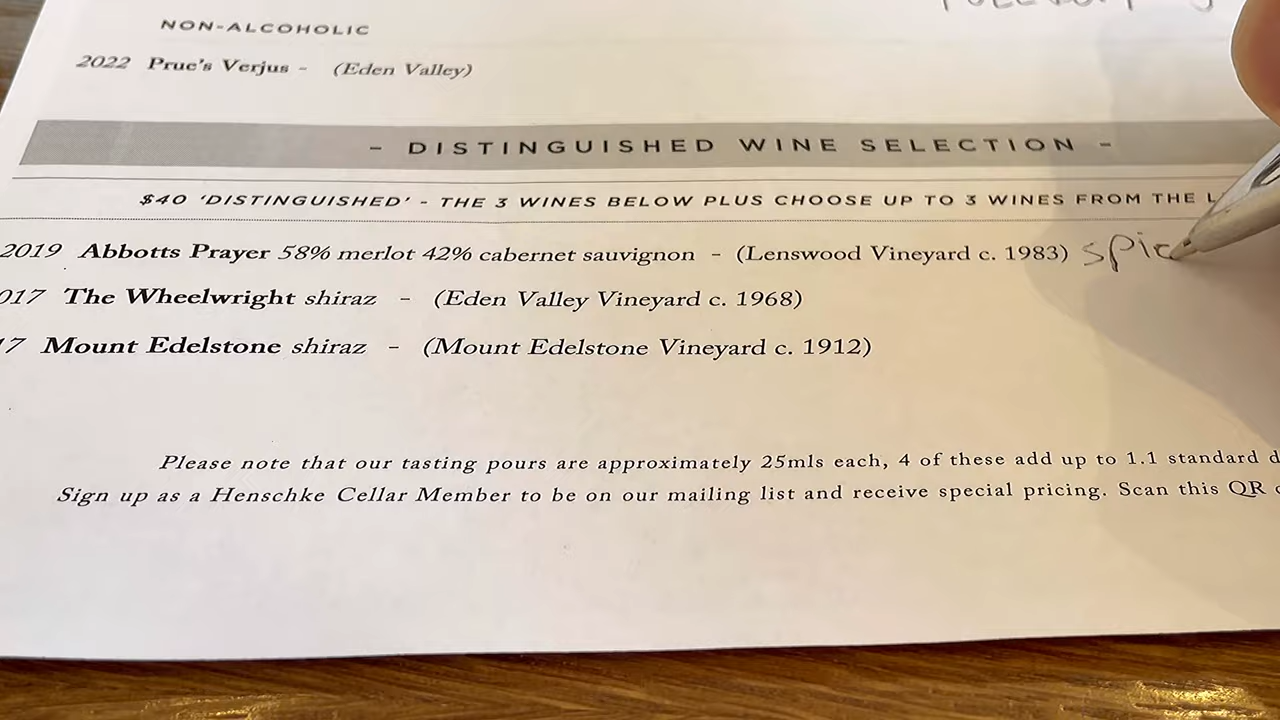 NON-ALCOHOLIC
2022 Prue's Verjus - (Eden Valley)
- DISTINGUISHED WINE SELECTION -
$40 'DISTINGUISHED' - THE 3 WINES BELOW PLUS CHOOSE UP TO 3 WINES FROM THE L
2019 Abbotts Prayer 58% merlot 42% cabernet sauvignon - (Lenswood Vineyard c. 1983) spic
017 The Wheelwright shiraz - (Eden Valley Vineyard c. 1968)
17 Mount Edelstone shiraz - (Mount Edelstone Vineyard c. 1912)
Please note that our tasting pours are approximately 25mls each, 4 of these add up to 1.1 standard d
Sign up as a Henschke Cellar Member to be on our mailing list and receive special pricing. Scan this QR